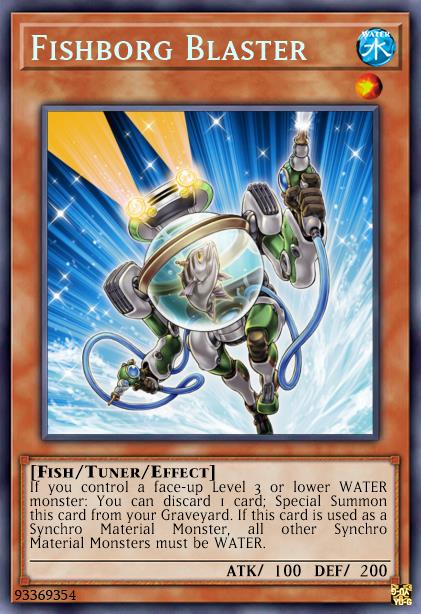 Fishborg Blaster
WATER
水
[Fish/Tuner/Effect]
If you control a face-up Level 3 or lower WATER
monster: You can discard 1 card; Special Summon
this card from your Graveyard. If this card is used as a
Synchro Material Monster, all other Synchro
Material Monsters must be WATER.
ATK/ 100 DEF/ 200
93369354